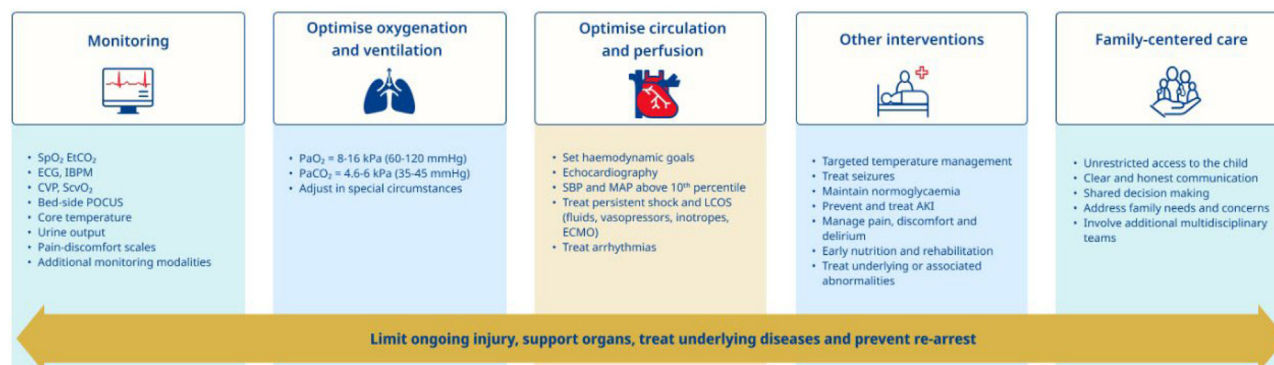 Monitoring
• SpO₂ EtCO₂
• ECG, IBPM
• CVP, ScvO₂
• Bed-side POCUS
• Core temperature
• Urine output
• Pain-discomfort scales
• Additional monitoring modalities
Optimise oxygenation
and ventilation
• PaO₂ = 8-16 kPa (60-120 mmHg)
• PaCO₂ = 4.6-6 kPa (35-45 mmHg)
• Adjust in special circumstances
Optimise circulation
and perfusion
• Set haemodynamic goals
• Echocardiography
• SBP and MAP above 10ᵗʰ percentile
• Treat persistent shock and LCOS
(fluids, vasopressors, inotropes,
ECMO)
• Treat arrhythmias
Other interventions
• Targeted temperature management
• Treat seizures
• Maintain normoglycaemia
• Prevent and treat AKI
• Manage pain, discomfort and
delirium
• Early nutrition and rehabilitation
• Treat underlying or associated
abnormalities
Family-centered care
• Unrestricted access to the child
• Clear and honest communication
• Shared decision making
• Address family needs and concerns
• Involve additional multidisciplinary
teams
Limit ongoing injury, support organs, treat underlying diseases and prevent re-arrest